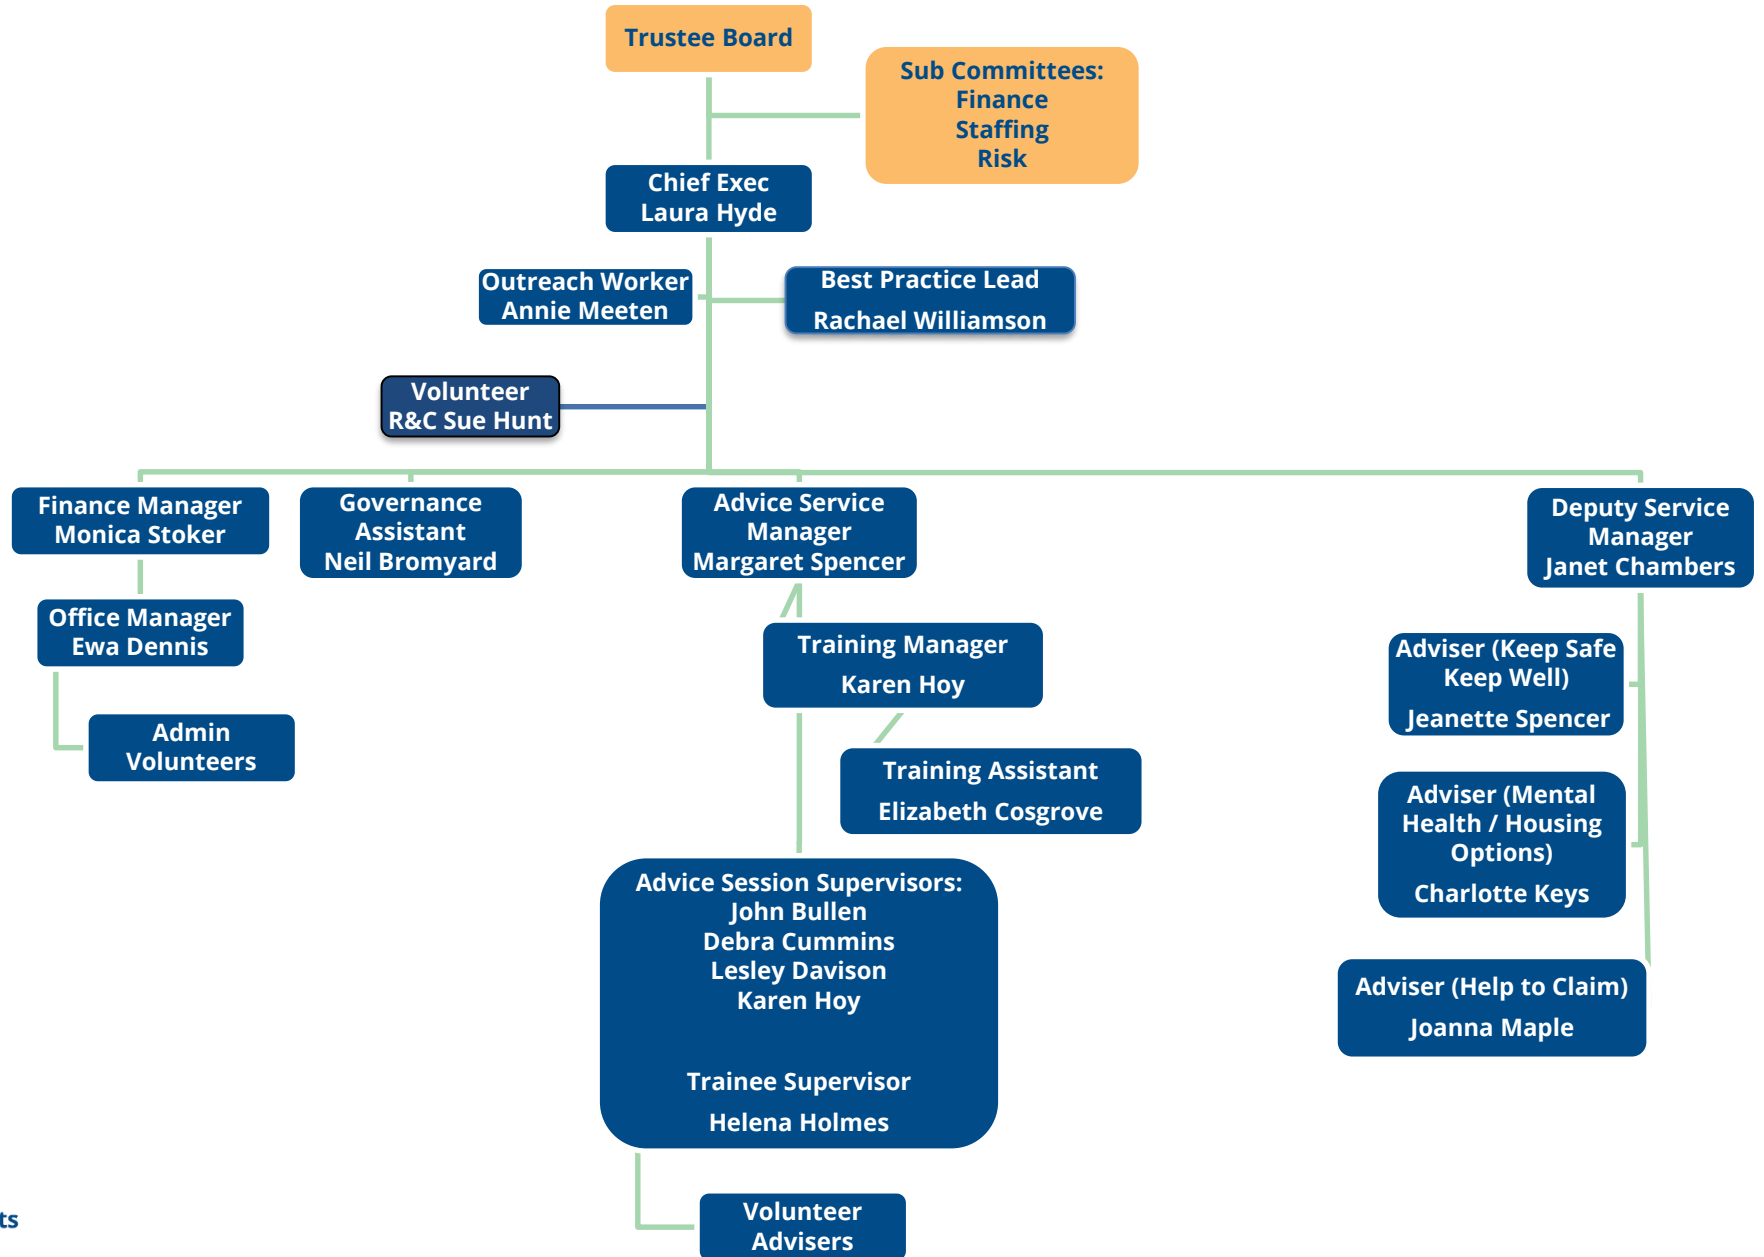 Trustee Board
Sub Committees:
Finance
Staffing
Risk
Chief Exec
Laura Hyde
Outreach Worker
Annie Meeten
Best Practice Lead
Rachael Williamson
Volunteer
R&C Sue Hunt
Finance Manager
Monica Stoker
Governance
Assistant
Neil Bromyard
Advice Service
Manager
Margaret Spencer
Deputy Service
Manager
Janet Chambers
Office Manager
Ewa Dennis
Admin
Volunteers
Training Manager
Karen Hoy
Training Assistant
Elizabeth Cosgrove
Adviser (Keep Safe
Keep Well)
Jeanette Spencer
Adviser (Mental
Health / Housing
Options)
Charlotte Keys
Adviser (Help to Claim)
Joanna Maple
Advice Session Supervisors:
John Bullen
Debra Cummins
Lesley Davison
Karen Hoy
Trainee Supervisor
Helena Holmes
Volunteer
Advisers